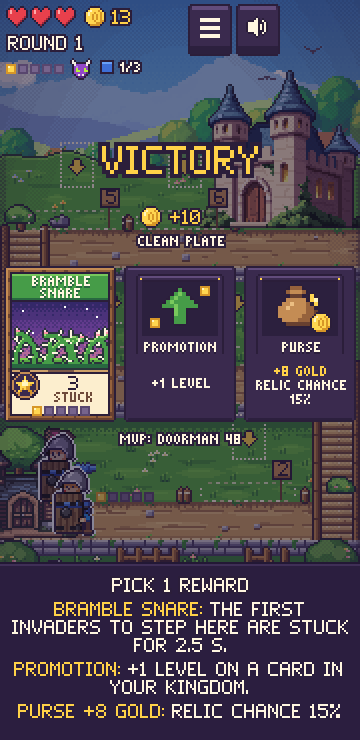 13
ROUND 1
1/3
VICTORY
5
6
+10
CLEAN PLATE
BRAMBLE
SNARE
3
STUCK
PROMOTION
+1 LEVEL
PURSE
+8 GOLD
RELIC CHANCE
15%
MVP: DOORMAN 48
2
PICK 1 REWARD
BRAMBLE SNARE: THE FIRST
INVADERS TO STEP HERE ARE STUCK
FOR 2.5 S.
PROMOTION: +1 LEVEL ON A CARD IN
YOUR KINGDOM.
PURSE +8 GOLD: RELIC CHANCE 15%